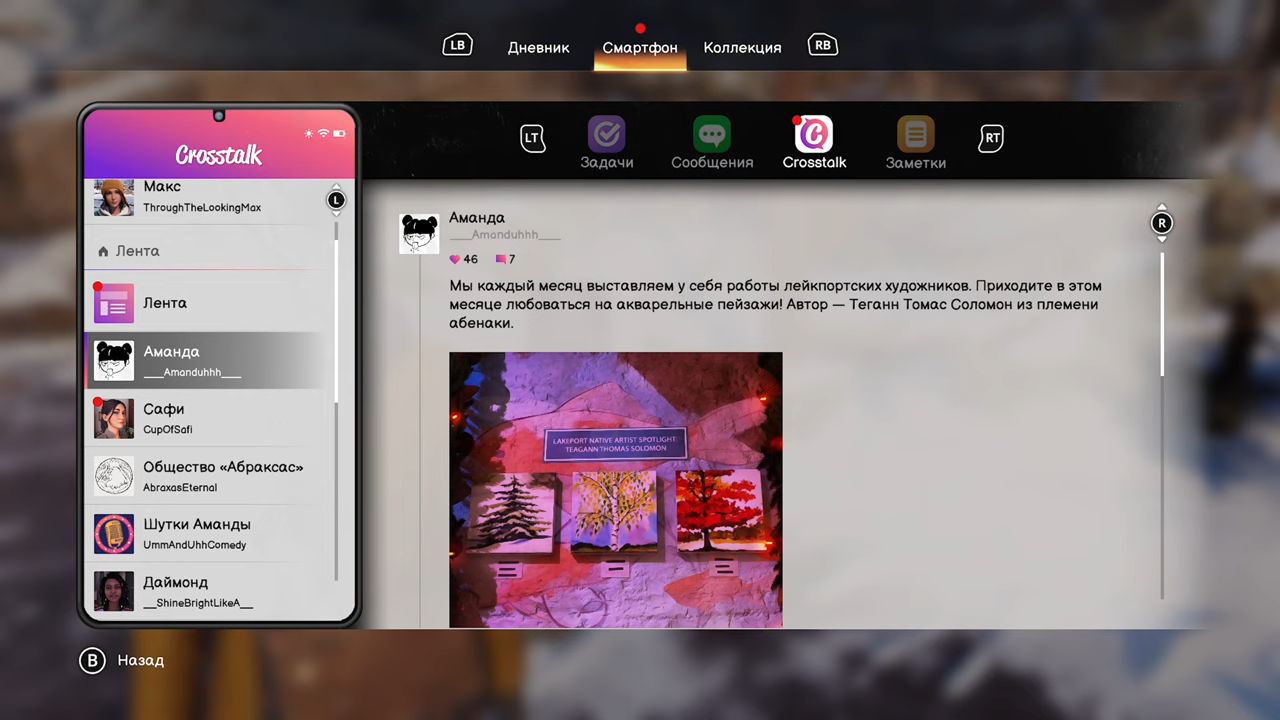 LB Дневник Смартфон Коллекция RB
LT Задачи Сообщения Crosstalk Заметки RT
Crosstalk
Макс
ThroughTheLookingMax
L
Лента
Лента
Аманда
___Amanduhhh___
Сафи
CupOfSafi
Общество «Абраксас»
AbraxasEternal
Шутки Аманды
UmmAndUhhComedy
Даймонд
__ShineBrightLikeA__
Аманда
___Amanduhhh___
R
46 7
Мы каждый месяц выставляем у себя работы лейкпортских художников. Приходите в этом
месяце любоваться на акварельные пейзажи! Автор — Теганн Томас Соломон из племени
абенаки.
LAKEPORT NATIVE ARTIST SPOTLIGHT:
TEAGANN THOMAS SOLOMON
B Назад